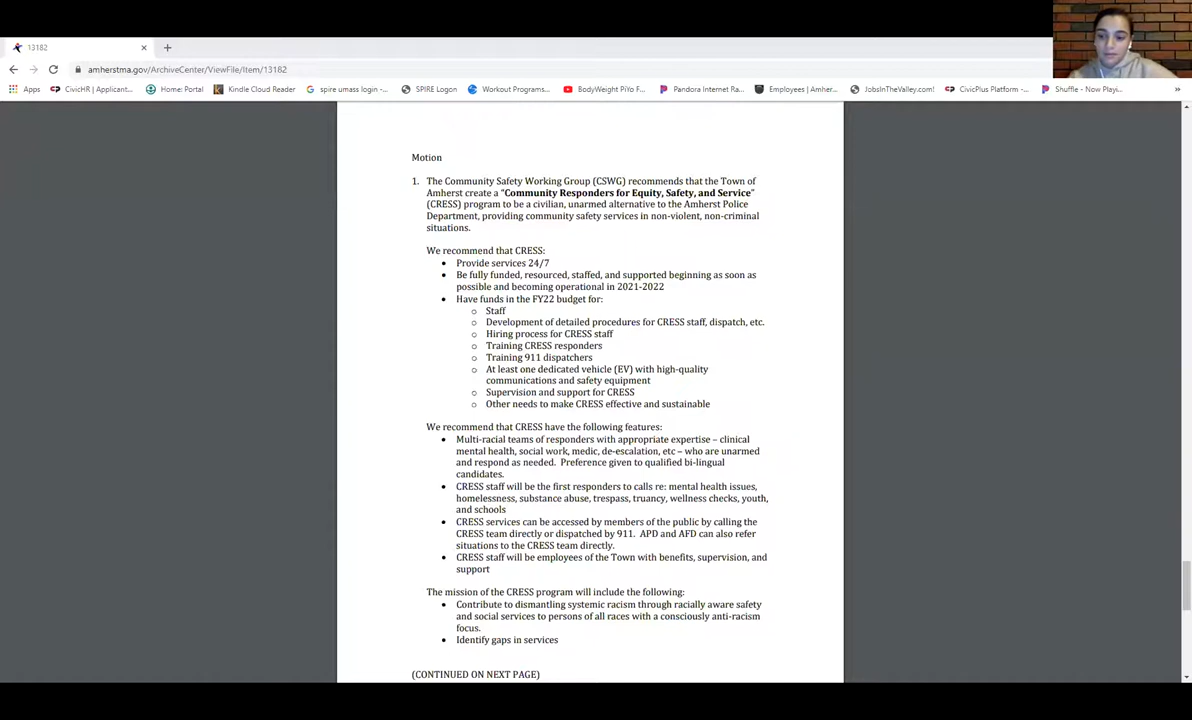 13182
amherstma.gov/ArchiveCenter/ViewFile/Item/13182
Apps CivicHR | Applicant... Home: Portal Kindle Cloud Reader spire umass login -... SPIRE Logon Workout Programs... BodyWeight PiYo F... Pandora Internet Ra... Employees | Amher... JobsInTheValley.com! CivicPlus Platform -... Shuffle - Now Playi... »
Motion
1. The Community Safety Working Group (CSWG) recommends that the Town of
Amherst create a "Community Responders for Equity, Safety, and Service"
(CRESS) program to be a civilian, unarmed alternative to the Amherst Police
Department, providing community safety services in non-violent, non-criminal
situations.
We recommend that CRESS:
• Provide services 24/7
• Be fully funded, resourced, staffed, and supported beginning as soon as
possible and becoming operational in 2021-2022
• Have funds in the FY22 budget for:
o Staff
o Development of detailed procedures for CRESS staff, dispatch, etc.
o Hiring process for CRESS staff
o Training CRESS responders
o Training 911 dispatchers
o At least one dedicated vehicle (EV) with high-quality
communications and safety equipment
o Supervision and support for CRESS
o Other needs to make CRESS effective and sustainable
We recommend that CRESS have the following features:
• Multi-racial teams of responders with appropriate expertise – clinical
mental health, social work, medic, de-escalation, etc – who are unarmed
and respond as needed. Preference given to qualified bi-lingual
candidates.
• CRESS staff will be the first responders to calls re: mental health issues,
homelessness, substance abuse, trespass, truancy, wellness checks, youth,
and schools
• CRESS services can be accessed by members of the public by calling the
CRESS team directly or dispatched by 911. APD and AFD can also refer
situations to the CRESS team directly.
• CRESS staff will be employees of the Town with benefits, supervision, and
support
The mission of the CRESS program will include the following:
• Contribute to dismantling systemic racism through racially aware safety
and social services to persons of all races with a consciously anti-racism
focus.
• Identify gaps in services
(CONTINUED ON NEXT PAGE)